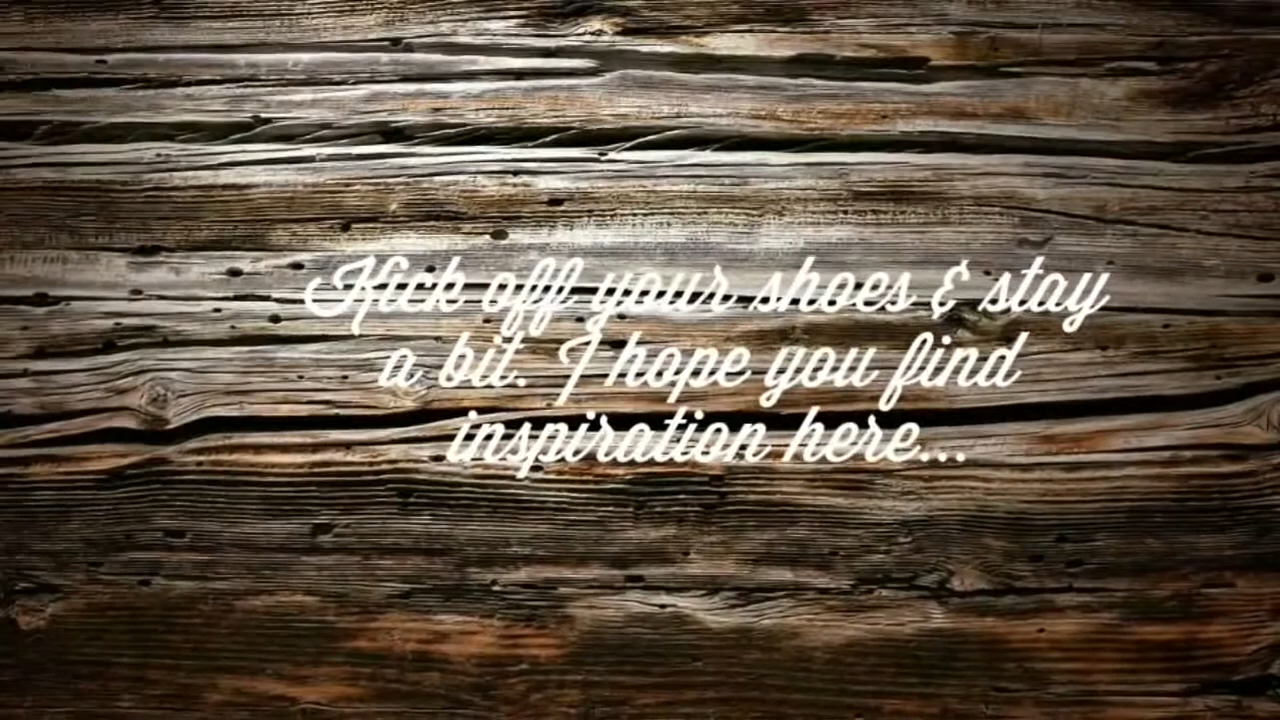 Kick off your shoes & stay
a bit. I hope you find
inspiration here...